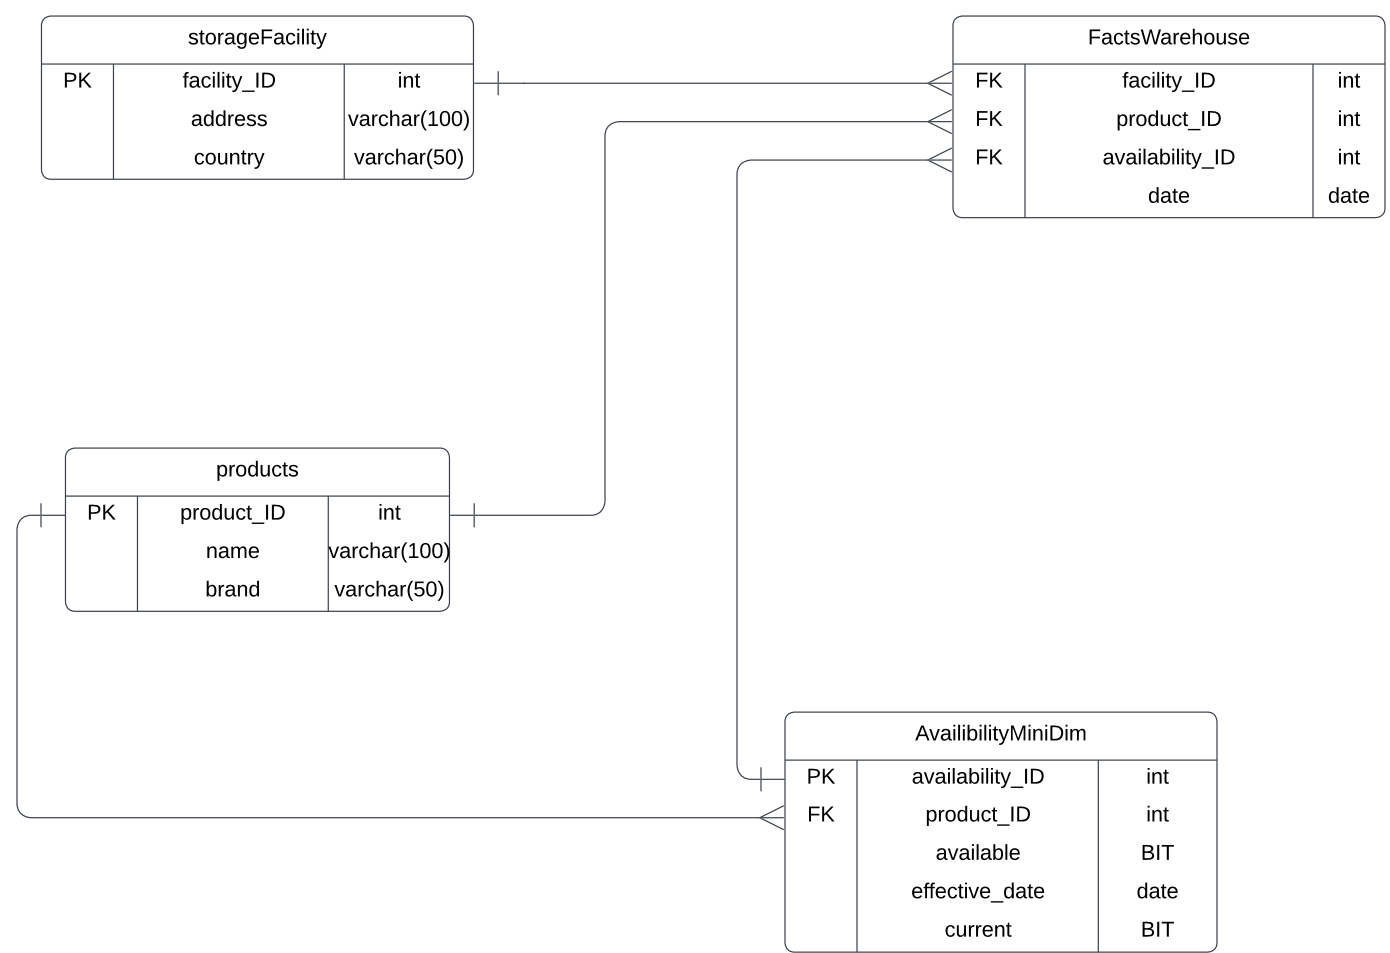 storageFacility
PK facility_ID int
address varchar(100)
country varchar(50)
FactsWarehouse
FK facility_ID int
FK product_ID int
FK availability_ID int
date date
products
PK product_ID int
name varchar(100)
brand varchar(50)
AvailibilityMiniDim
PK availability_ID int
FK product_ID int
available BIT
effective_date date
current BIT